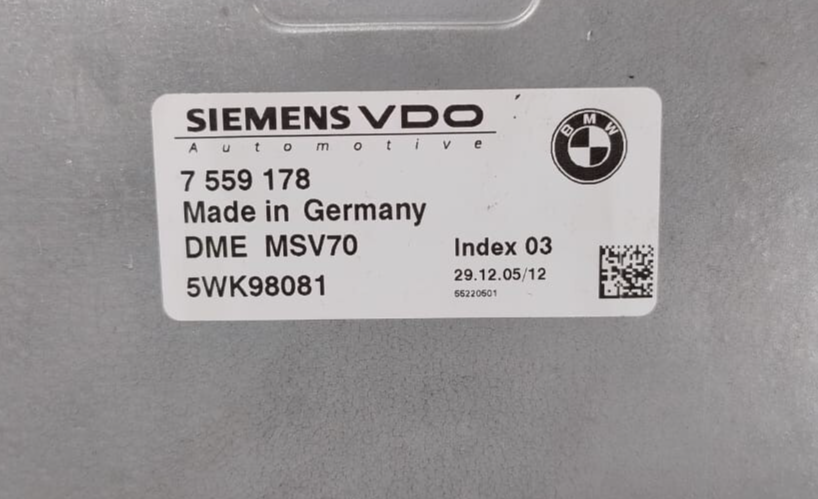 SIEMENS VDO
Automotive
BMW
7 559 178
Made in Germany
DME MSV70
Index 03
5WK98081
29.12.05/12
55220501